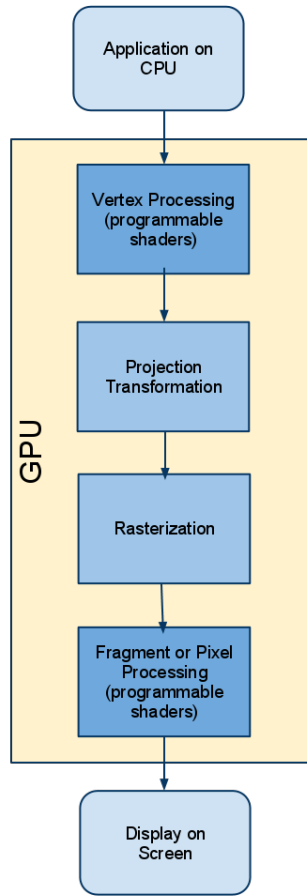 Application on
CPU
GPU
Vertex Processing
(programmable
shaders)
Projection
Transformation
Rasterization
Fragment or Pixel
Processing
(programmable
shaders)
Display on
Screen